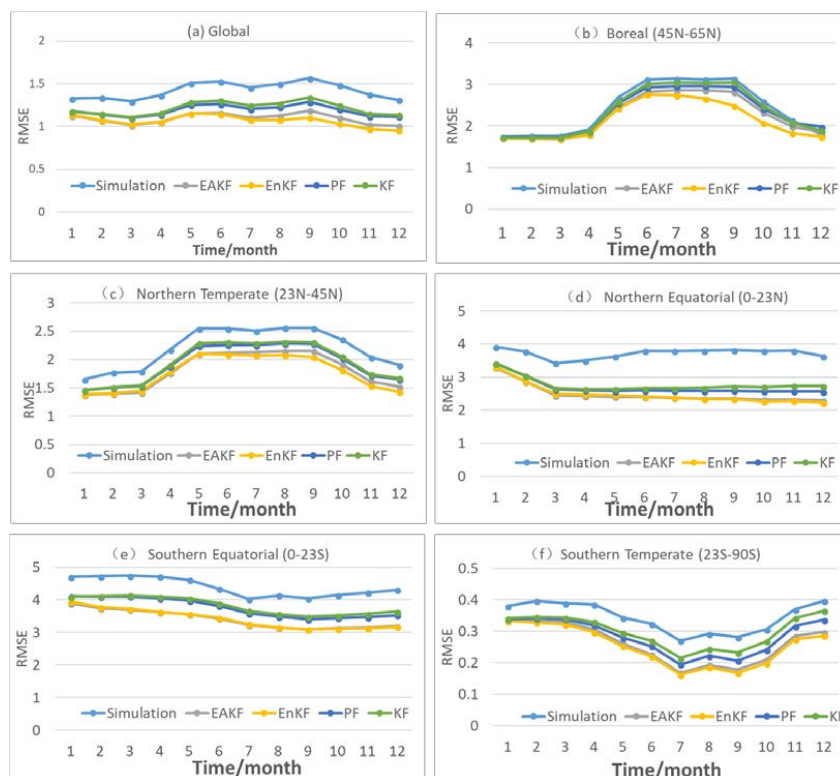 (a) Global
2
1.5
1
0.5
0
RMSE
Simulation EAKF EnKF PF KF
1 2 3 4 5 6 7 8 9 10 11 12
Time/month
（b） Boreal (45N-65N)
4
3
2
1
0
RMSE
Simulation EAKF EnKF PF KF
1 2 3 4 5 6 7 8 9 10 11 12
Time/month
（c） Northern Temperate (23N-45N)
3
2.5
2
1.5
1
0.5
0
RMSE
Simulation EAKF EnKF PF KF
1 2 3 4 5 6 7 8 9 10 11 12
Time/month
（d） Northern Equatorial (0-23N)
5
4
3
2
1
0
RMSE
Simulation EAKF EnKF PF KF
1 2 3 4 5 6 7 8 9 10 11 12
Time/month
（e） Southern Equatorial (0-23S)
5
4
3
2
1
0
RMSE
Simulation EAKF EnKF PF KF
1 2 3 4 5 6 7 8 9 10 11 12
Time/month
（f） Southern Temperate (23S-90S)
0.5
0.4
0.3
0.2
0.1
0
RMSE
Simulation EAKF EnKF PF KF
1 2 3 4 5 6 7 8 9 10 11 12
Time/month